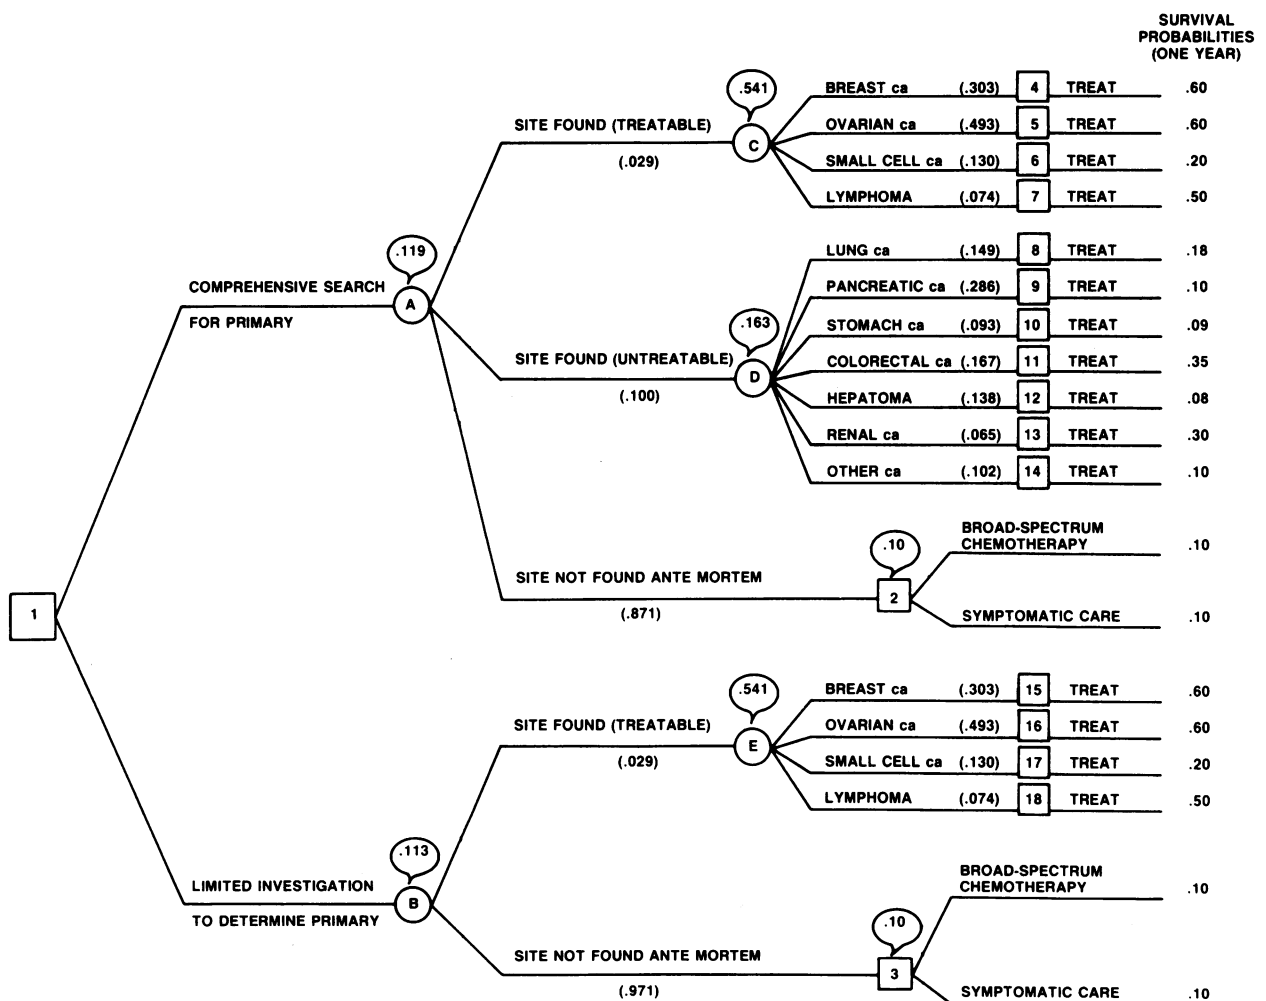 SURVIVAL
PROBABILITIES
(ONE YEAR)
.541
BREAST ca (.303) 4 TREAT .60
SITE FOUND (TREATABLE)
OVARIAN ca (.493) 5 TREAT .60
C
(.029)
SMALL CELL ca (.130) 6 TREAT .20
LYMPHOMA (.074) 7 TREAT .50
.119
LUNG ca (.149) 8 TREAT .18
COMPREHENSIVE SEARCH
PANCREATIC ca (.286) 9 TREAT .10
A
FOR PRIMARY
.163
STOMACH ca (.093) 10 TREAT .09
SITE FOUND (UNTREATABLE)
COLORECTAL ca (.167) 11 TREAT .35
D
(.100)
HEPATOMA (.138) 12 TREAT .08
RENAL ca (.065) 13 TREAT .30
OTHER ca (.102) 14 TREAT .10
BROAD-SPECTRUM
CHEMOTHERAPY .10
.10
SITE NOT FOUND ANTE MORTEM
2
(.871)
1
SYMPTOMATIC CARE .10
.541
BREAST ca (.303) 15 TREAT .60
SITE FOUND (TREATABLE)
OVARIAN ca (.493) 16 TREAT .60
E
(.029)
SMALL CELL ca (.130) 17 TREAT .20
LYMPHOMA (.074) 18 TREAT .50
.113
LIMITED INVESTIGATION
B
TO DETERMINE PRIMARY
BROAD-SPECTRUM
CHEMOTHERAPY .10
.10
SITE NOT FOUND ANTE MORTEM
3
(.971)
SYMPTOMATIC CARE .10